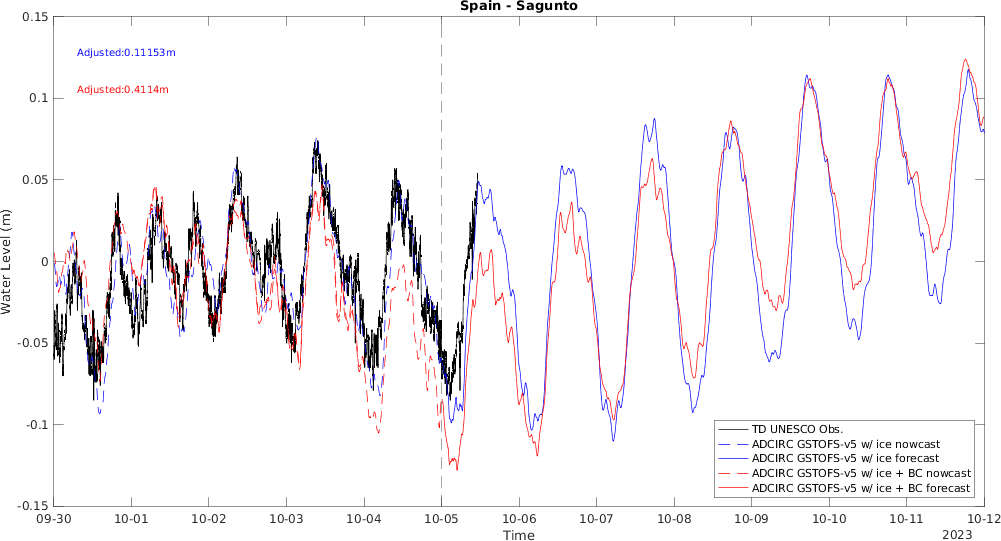 Spain - Sagunto
0.15
0.1
0.05
0
-0.05
-0.1
-0.15
Water Level (m)
Adjusted:0.11153m
Adjusted:0.4114m
TD UNESCO Obs.
ADCIRC GSTOFS-v5 w/ ice nowcast
ADCIRC GSTOFS-v5 w/ ice forecast
ADCIRC GSTOFS-v5 w/ ice + BC nowcast
ADCIRC GSTOFS-v5 w/ ice + BC forecast
09-30 10-01 10-02 10-03 10-04 10-05 10-06 10-07 10-08 10-09 10-10 10-11 10-12
Time
2023